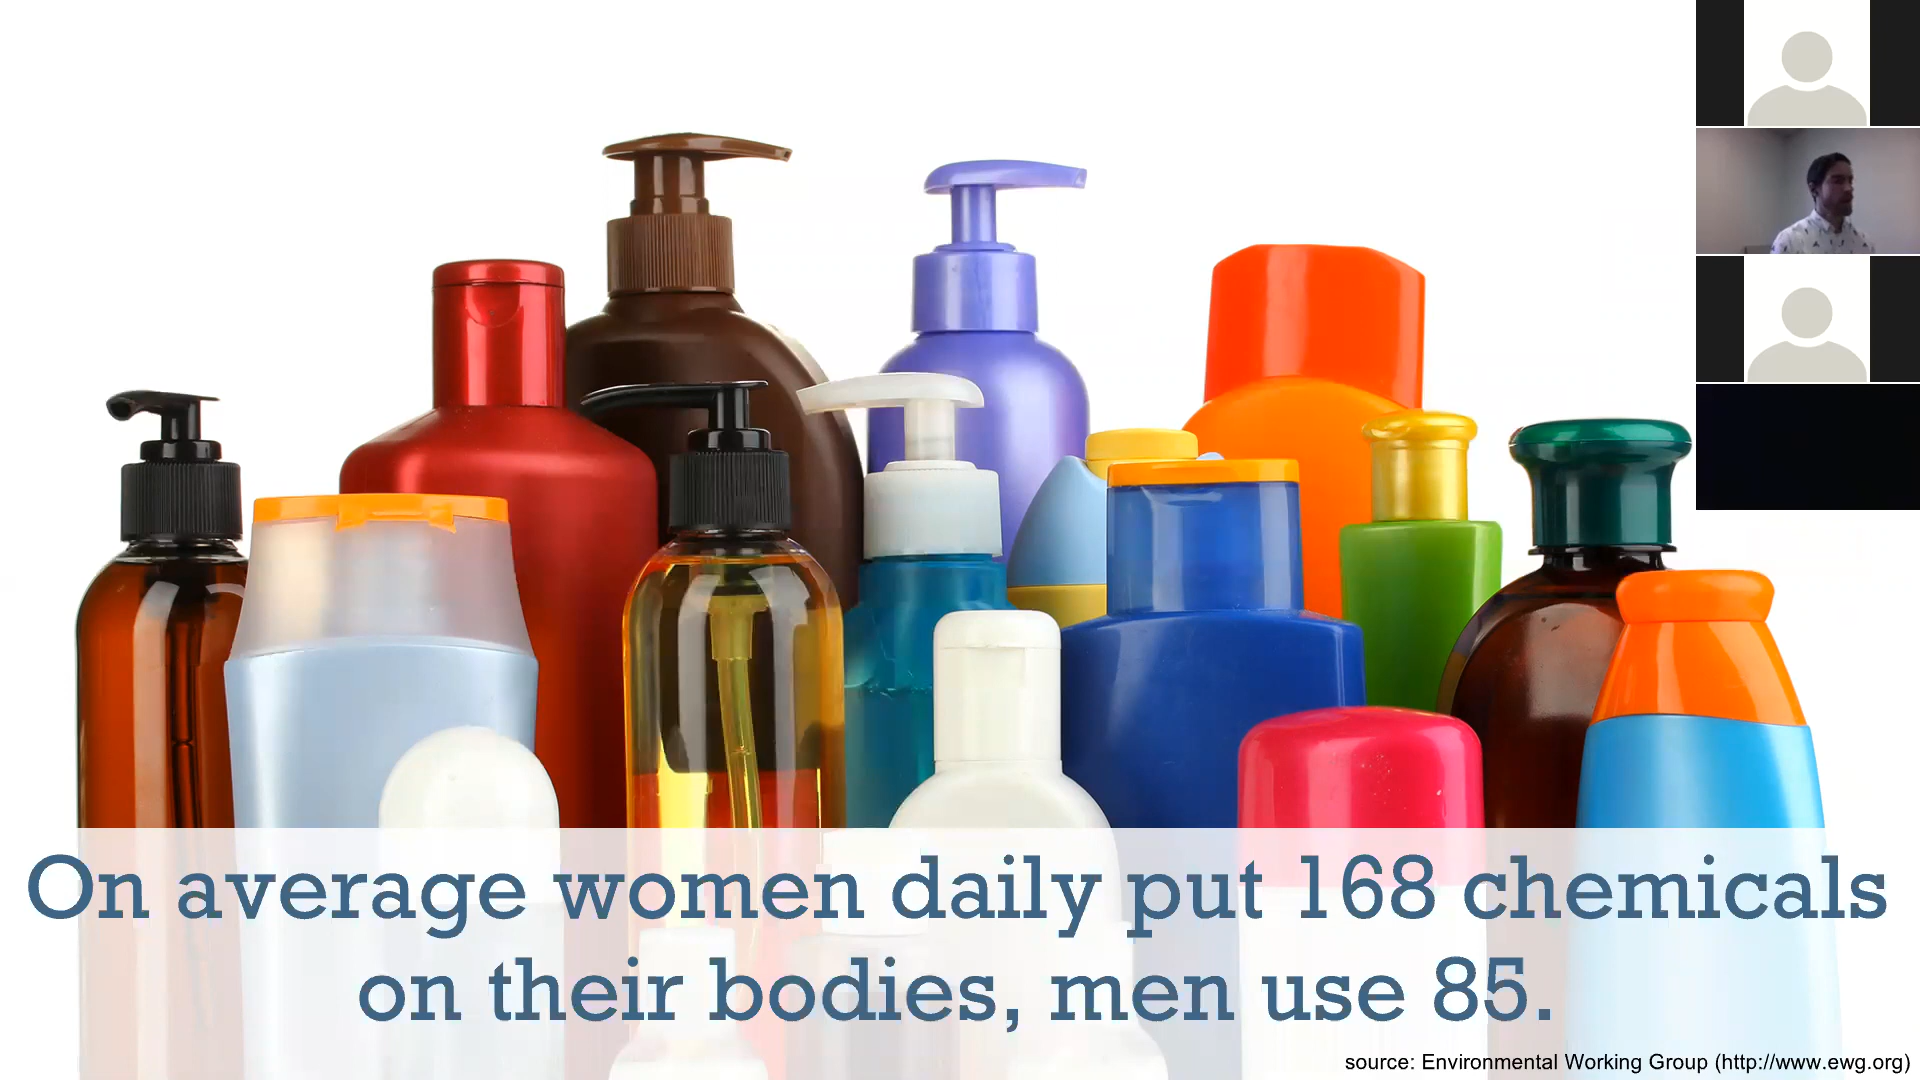 On average women daily put 168 chemicals
on their bodies, men use 85.
source: Environmental Working Group (http://www.ewg.org)